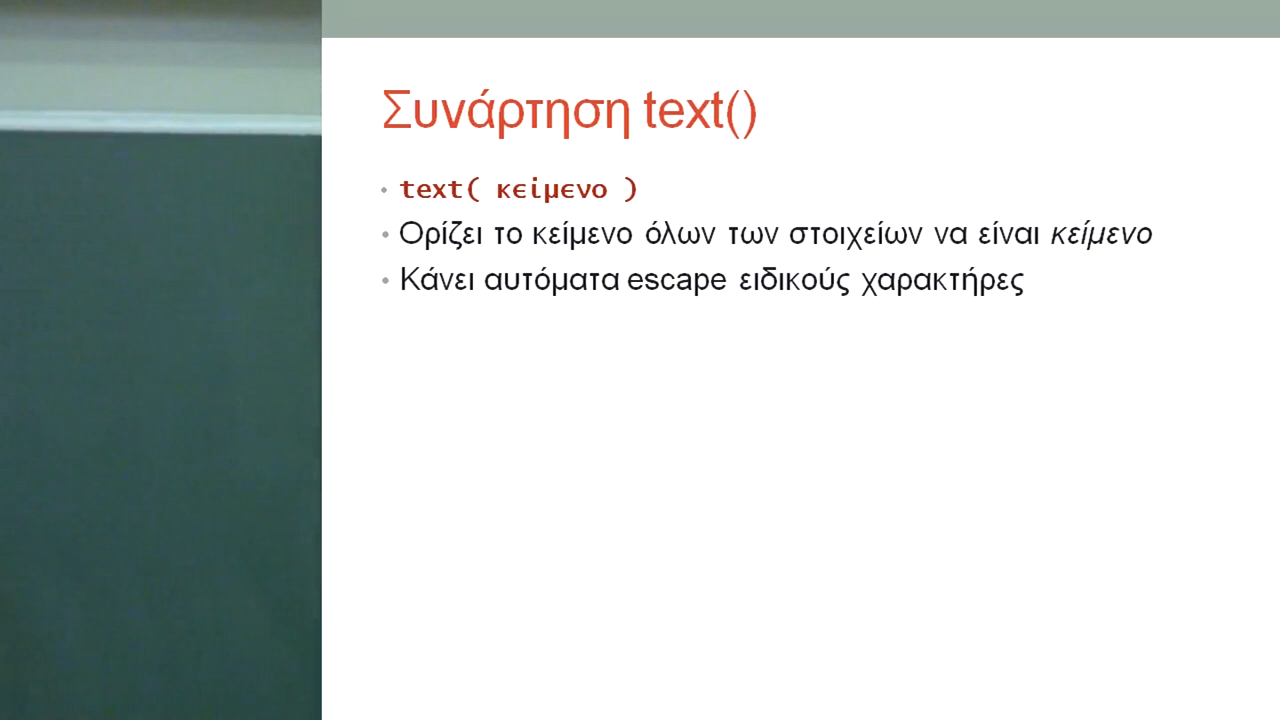 Συνάρτηση text()
• text( κείμενο )
• Ορίζει το κείμενο όλων των στοιχείων να είναι κείμενο
• Κάνει αυτόματα escape ειδικούς χαρακτήρες